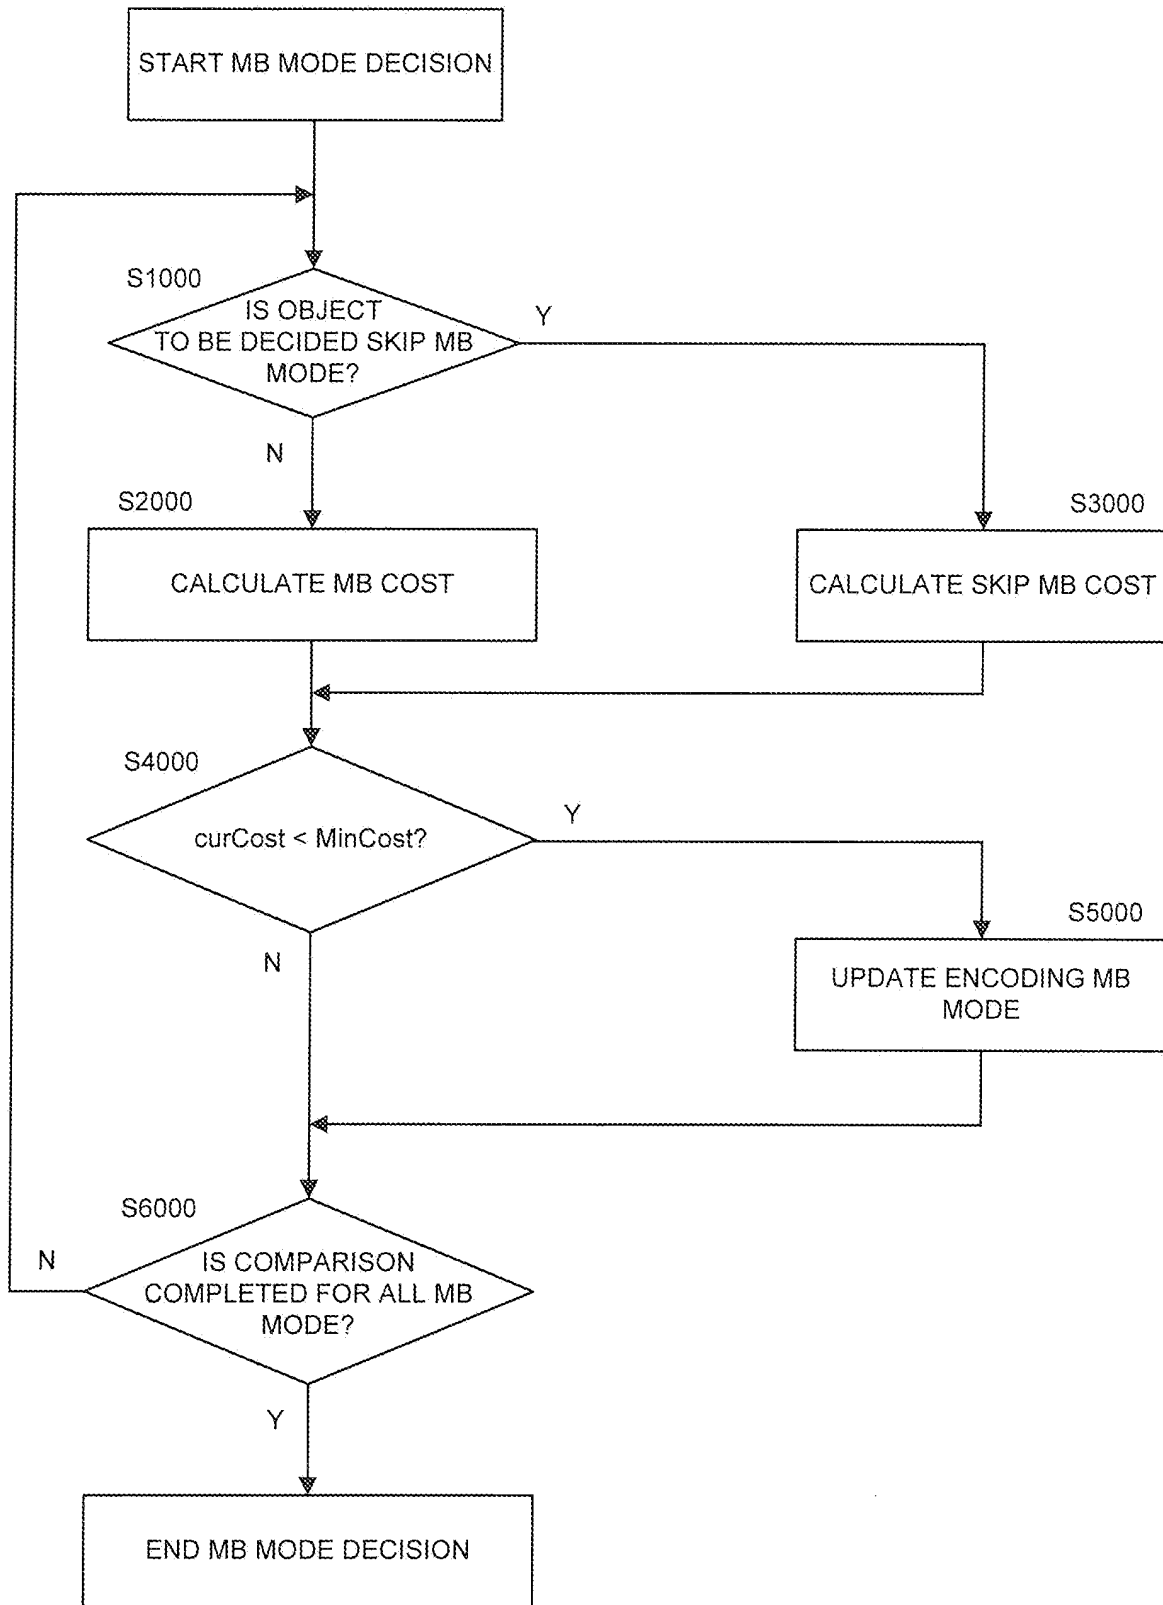 START MB MODE DECISION
S1000
IS OBJECT
TO BE DECIDED SKIP MB
MODE?
Y
N
S2000
CALCULATE MB COST
S3000
CALCULATE SKIP MB COST
S4000
curCost < MinCost?
Y
N
S5000
UPDATE ENCODING MB
MODE
S6000
IS COMPARISON
COMPLETED FOR ALL MB
MODE?
N
Y
END MB MODE DECISION